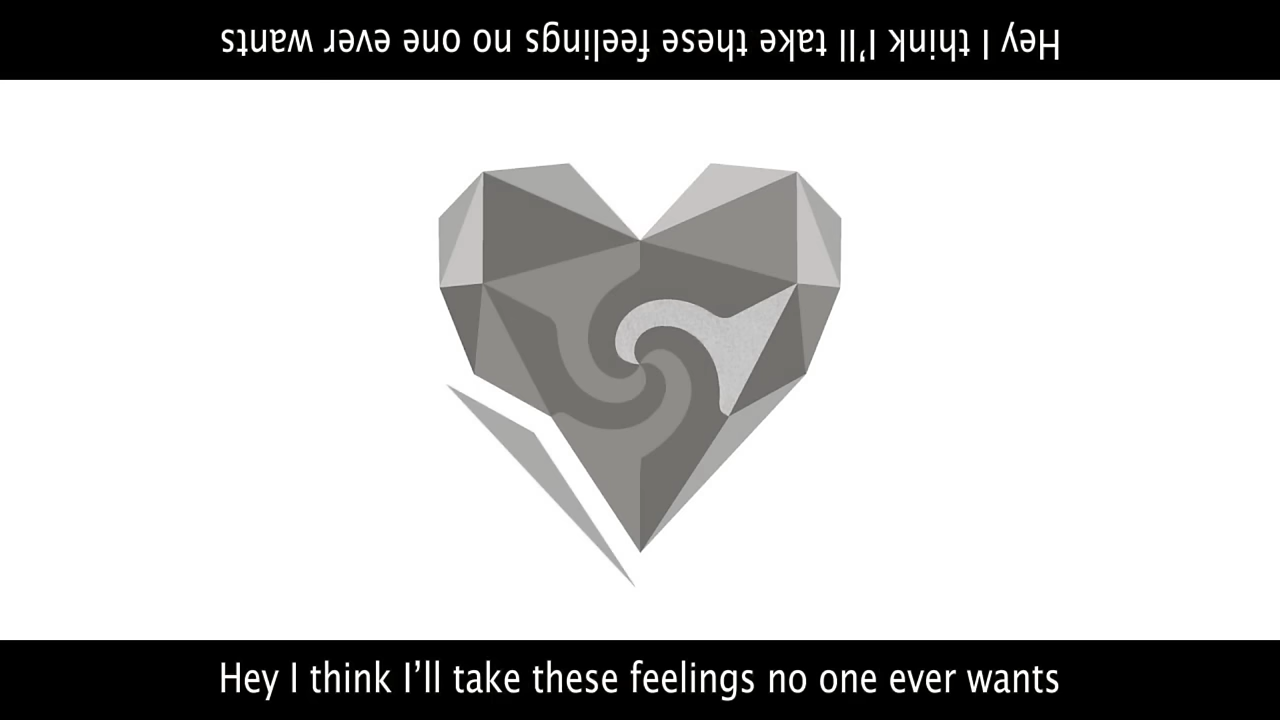 Hey I think I'll take these feelings no one ever wants
Hey I think I’ll take these feelings no one ever wants